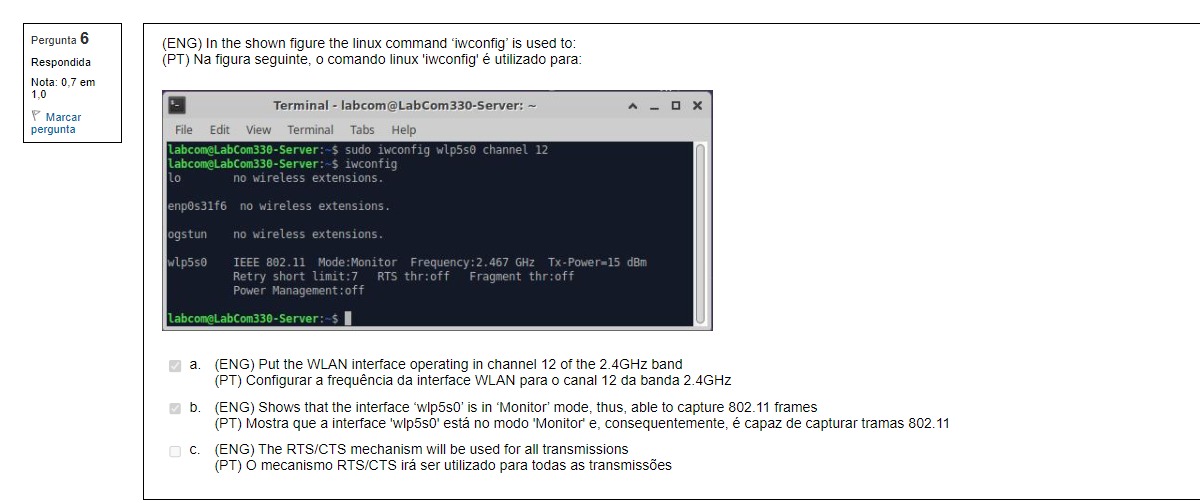 Pergunta 6
Respondida
Nota: 0,7 em
1,0
Marcar
pergunta
(ENG) In the shown figure the linux command ‘iwconfig’ is used to:
(PT) Na figura seguinte, o comando linux 'iwconfig' é utilizado para:
Terminal - labcom@LabCom330-Server: ~
File Edit View Terminal Tabs Help
labcom@LabCom330-Server:~$ sudo iwconfig wlp5s0 channel 12
labcom@LabCom330-Server:~$ iwconfig
lo no wireless extensions.
enp0s31f6 no wireless extensions.
ogstun no wireless extensions.
wlp5s0 IEEE 802.11 Mode:Monitor Frequency:2.467 GHz Tx-Power=15 dBm
Retry short limit:7 RTS thr:off Fragment thr:off
Power Management:off
labcom@LabCom330-Server:~$
a. (ENG) Put the WLAN interface operating in channel 12 of the 2.4GHz band
(PT) Configurar a frequência da interface WLAN para o canal 12 da banda 2.4GHz
b. (ENG) Shows that the interface ‘wlp5s0’ is in ‘Monitor’ mode, thus, able to capture 802.11 frames
(PT) Mostra que a interface 'wlp5s0' está no modo 'Monitor' e, consequentemente, é capaz de capturar tramas 802.11
c. (ENG) The RTS/CTS mechanism will be used for all transmissions
(PT) O mecanismo RTS/CTS irá ser utilizado para todas as transmissões